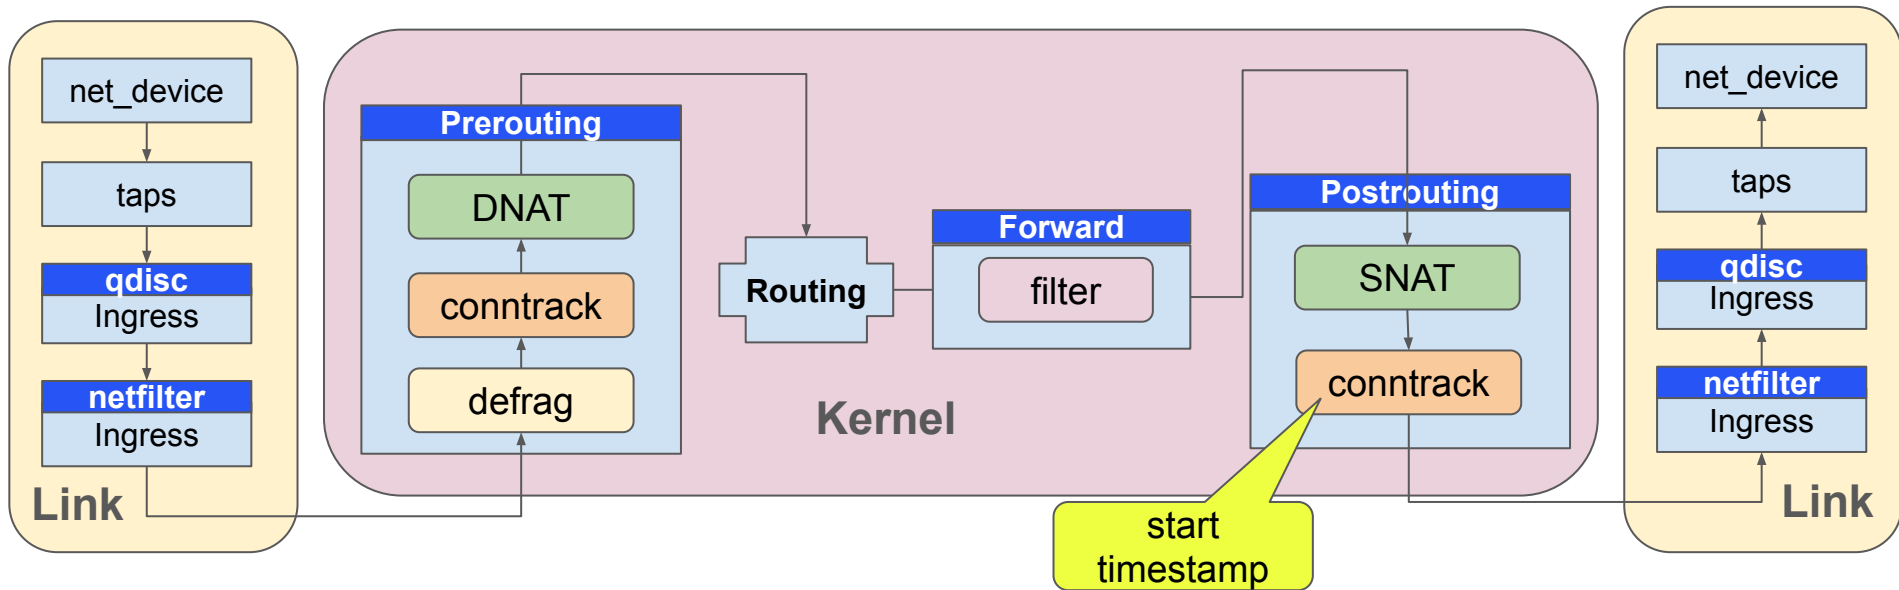 net_device
taps
qdisc
Ingress
netfilter
Ingress
Link
Prerouting
DNAT
conntrack
defrag
Routing
Forward
filter
Kernel
Postrouting
SNAT
conntrack
start
timestamp
net_device
taps
qdisc
Ingress
netfilter
Ingress
Link